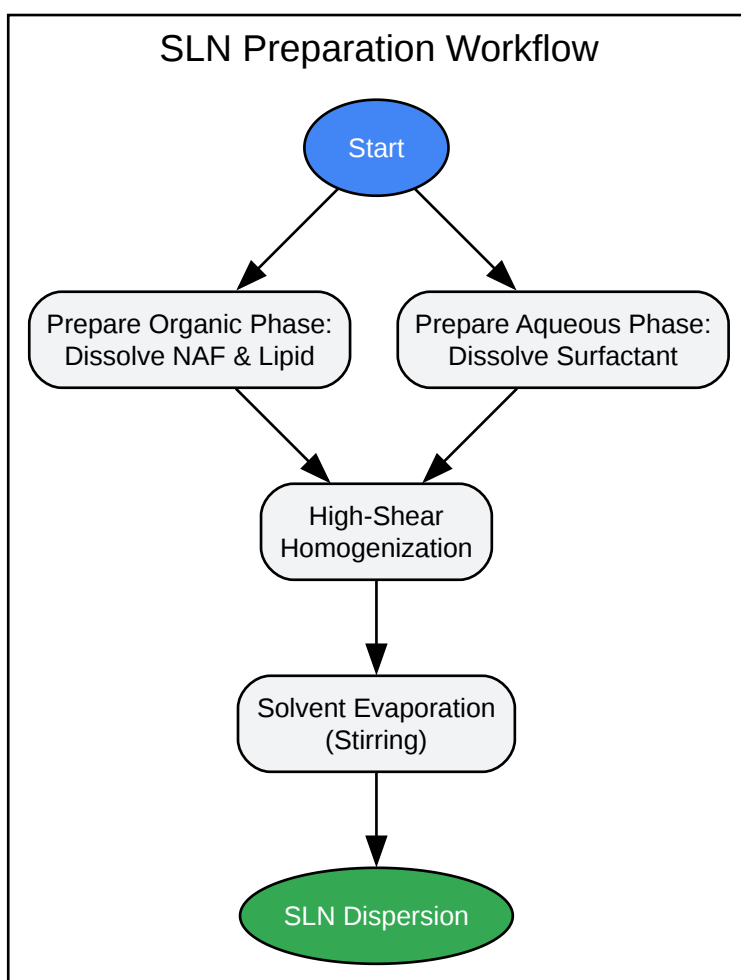 SLN Preparation Workflow
Start
Prepare Organic Phase:
Dissolve NAF & Lipid
Prepare Aqueous Phase:
Dissolve Surfactant
High-Shear
Homogenization
Solvent Evaporation
(Stirring)
SLN Dispersion